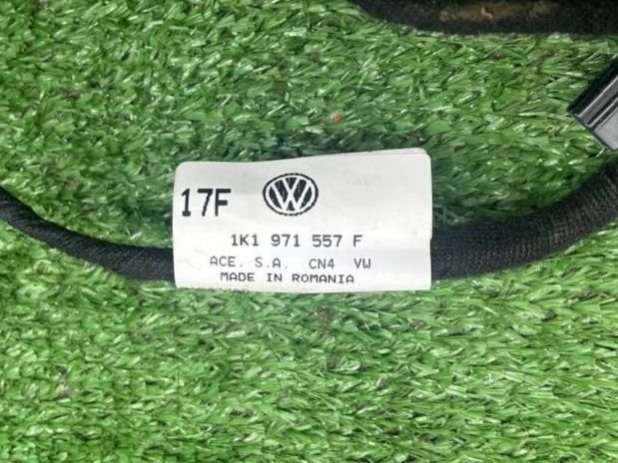 17F
1K1 971 557 F
ACE. S.A. CN4 VW
MADE IN ROMANIA